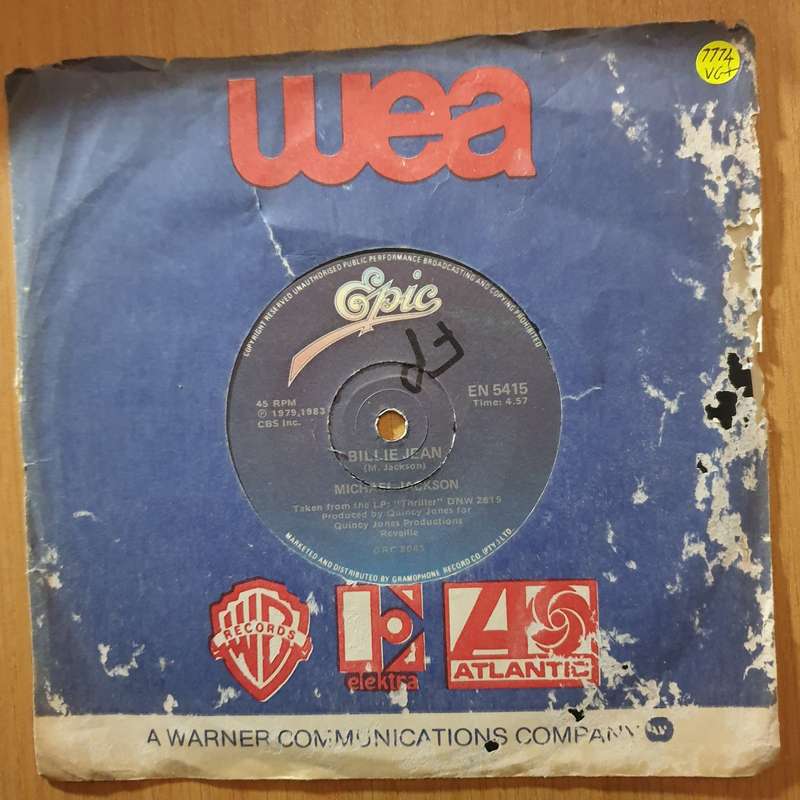 7774
VG+
wea
COPYRIGHT RESERVED UNAUTHORISED PUBLIC PERFORMANCE BROADCASTING AND COPYING PROHIBITED
Epic
45 RPM
℗ 1979,1983
CBS Inc.
EN 5415
Time: 4.57
BILLIE JEAN
(M. Jackson)
MICHAEL JACKSON
Taken from the LP: "Thriller" DNW 2615
Produced by Quincy Jones for
Quincy Jones Productions
Reveille
MARKETED AND DISTRIBUTED BY GRAMOPHONE RECORD CO (PTY) LTD.
WB
RECORDS
elektra
ATLANTIC
A WARNER COMMUNICATIONS COMPANY